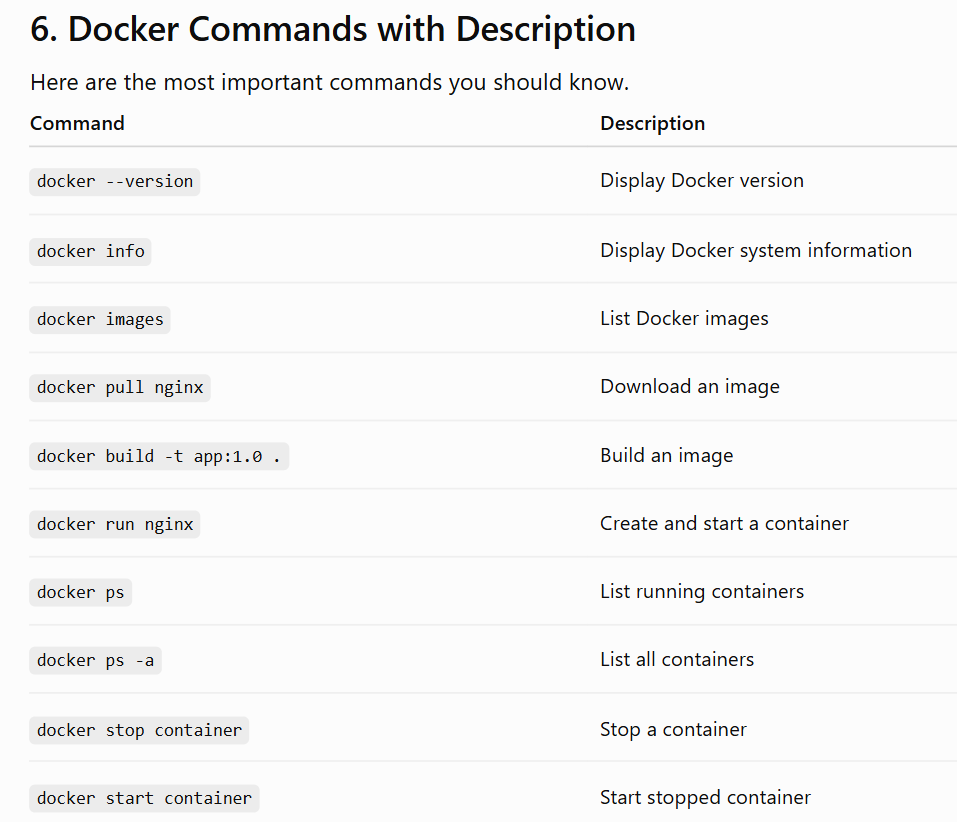 6. Docker Commands with Description
Here are the most important commands you should know.
Command Description
docker --version Display Docker version
docker info Display Docker system information
docker images List Docker images
docker pull nginx Download an image
docker build -t app:1.0 . Build an image
docker run nginx Create and start a container
docker ps List running containers
docker ps -a List all containers
docker stop container Stop a container
docker start container Start stopped container